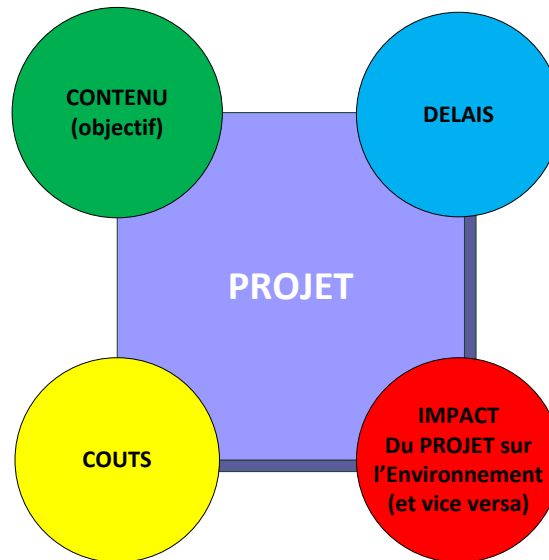 CONTENU
(objectif)
DELAIS
PROJET
COUTS
IMPACT
Du PROJET sur
l’Environnement
(et vice versa)